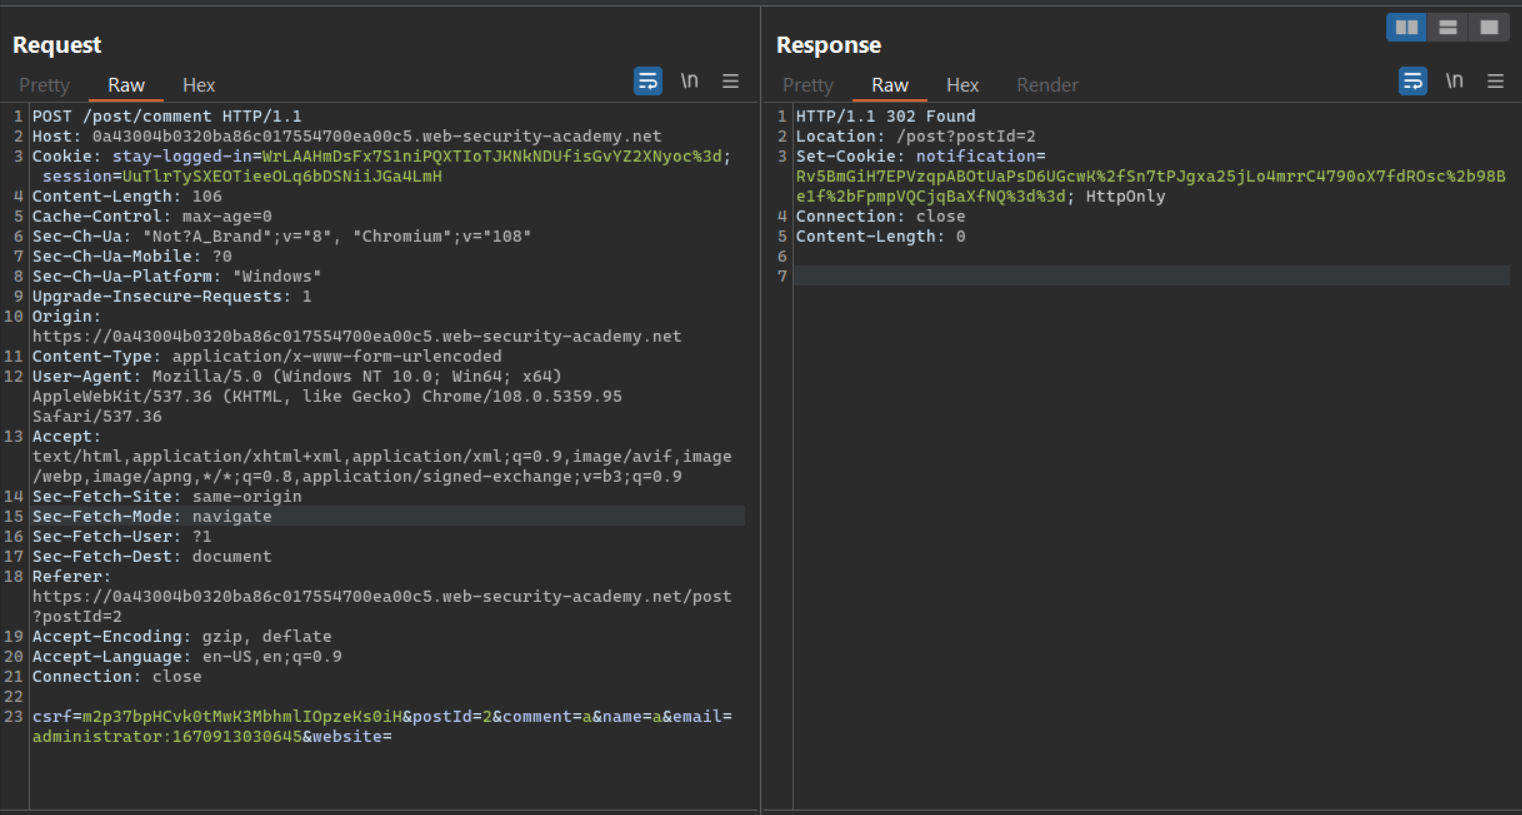 Request
Pretty Raw Hex
\n
1 POST /post/comment HTTP/1.1
2 Host: 0a43004b0320ba86c017554700ea00c5.web-security-academy.net
3 Cookie: stay-logged-in=WrLAAHmDsFx7S1niPQXTIoTJKNkNDUfisGvYZ2XNyoc%3d;
session=UuTlrTySXEOTieeOLq6bDSNiiJGa4LmH
4 Content-Length: 106
5 Cache-Control: max-age=0
6 Sec-Ch-Ua: "Not?A_Brand";v="8", "Chromium";v="108"
7 Sec-Ch-Ua-Mobile: ?0
8 Sec-Ch-Ua-Platform: "Windows"
9 Upgrade-Insecure-Requests: 1
10 Origin:
https://0a43004b0320ba86c017554700ea00c5.web-security-academy.net
11 Content-Type: application/x-www-form-urlencoded
12 User-Agent: Mozilla/5.0 (Windows NT 10.0; Win64; x64)
AppleWebKit/537.36 (KHTML, like Gecko) Chrome/108.0.5359.95
Safari/537.36
13 Accept:
text/html,application/xhtml+xml,application/xml;q=0.9,image/avif,image
/webp,image/apng,*/*;q=0.8,application/signed-exchange;v=b3;q=0.9
14 Sec-Fetch-Site: same-origin
15 Sec-Fetch-Mode: navigate
16 Sec-Fetch-User: ?1
17 Sec-Fetch-Dest: document
18 Referer:
https://0a43004b0320ba86c017554700ea00c5.web-security-academy.net/post
?postId=2
19 Accept-Encoding: gzip, deflate
20 Accept-Language: en-US,en;q=0.9
21 Connection: close
22
23 csrf=m2p37bpHCvk0tMwK3MbhmlIOpzeKs0iH&postId=2&comment=a&name=a&email=
administrator:1670913030645&website=
Response
Pretty Raw Hex Render
\n
1 HTTP/1.1 302 Found
2 Location: /post?postId=2
3 Set-Cookie: notification=
Rv5BmGiH7EPVzqpABOtUaPsD6UGcwK%2fSn7tPJgxa25jLo4mrrC4790oX7fdROsc%2b98B
e1f%2bFpmpVQCjqBaXfNQ%3d%3d; HttpOnly
4 Connection: close
5 Content-Length: 0
6
7